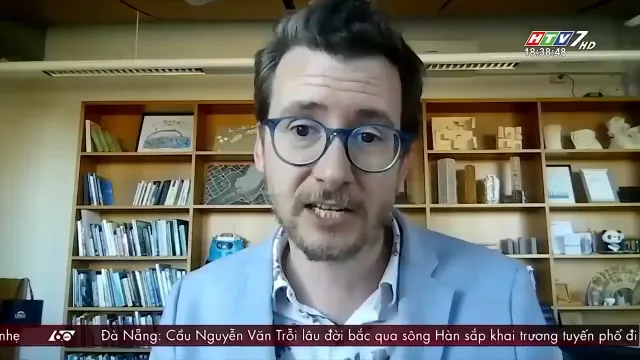 HTV7 HD
18:38:48
nhẹ 60 Đà Nẵng: Cầu Nguyễn Văn Trỗi lâu đời bắc qua sông Hàn sắp khai trương tuyến phố đi